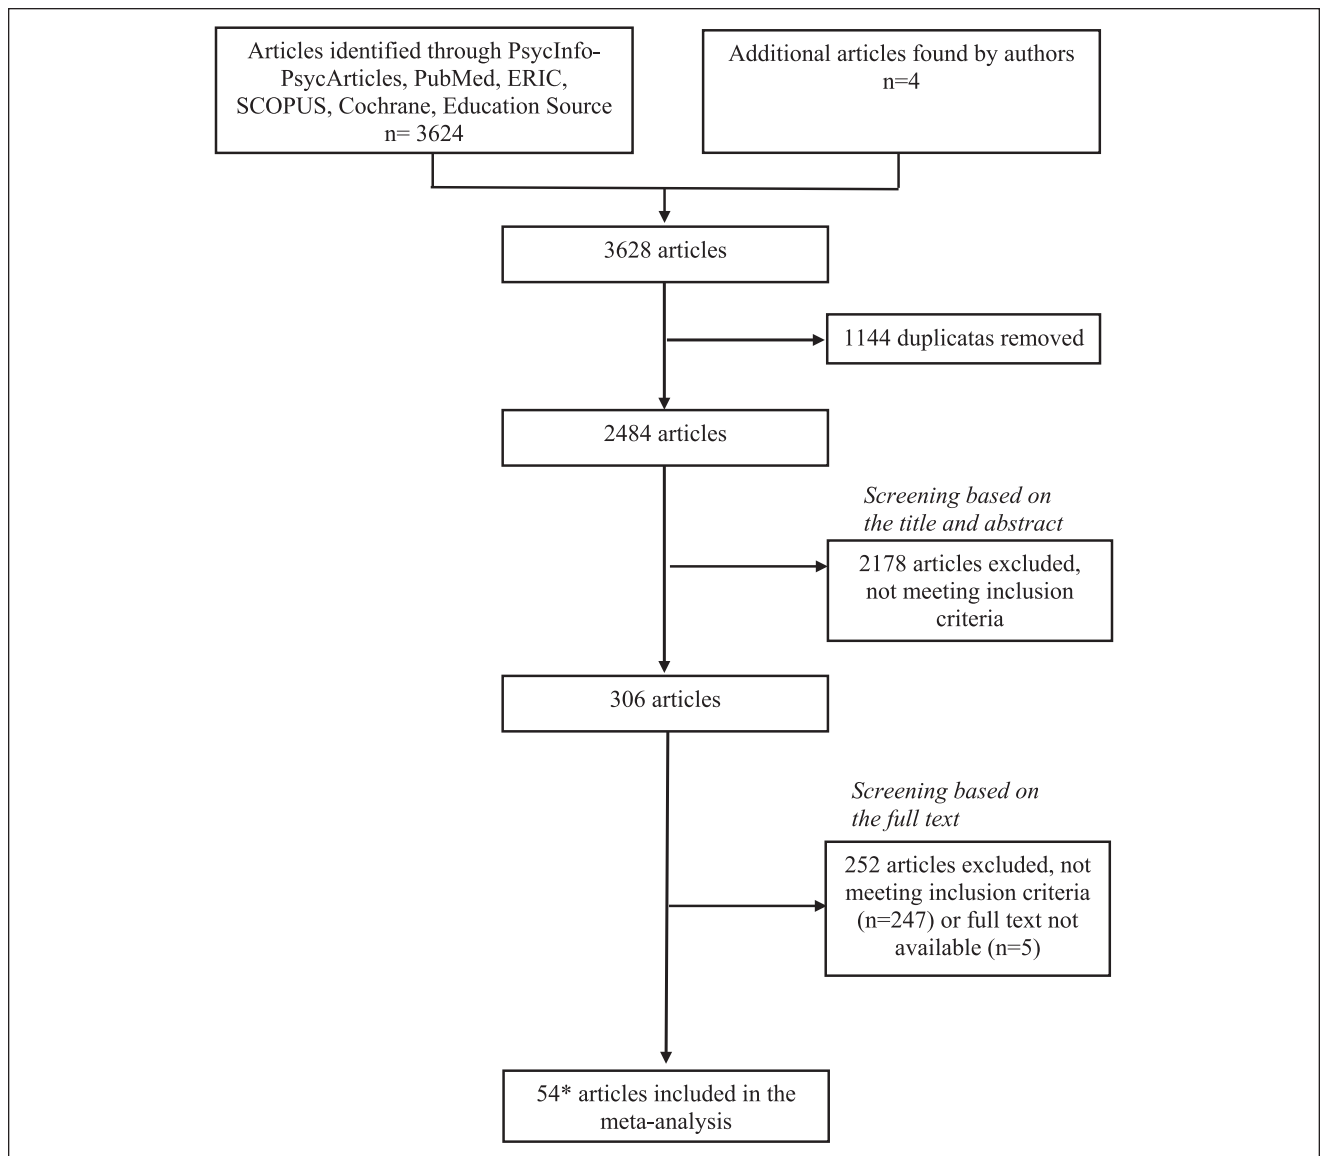 Articles identified through PsycInfo-
PsycArticles, PubMed, ERIC,
SCOPUS, Cochrane, Education Source
n= 3624
Additional articles found by authors
n=4
3628 articles
1144 duplicatas removed
2484 articles
Screening based on
the title and abstract
2178 articles excluded,
not meeting inclusion
criteria
306 articles
Screening based on
the full text
252 articles excluded, not
meeting inclusion criteria
(n=247) or full text not
available (n=5)
54* articles included in the
meta-analysis